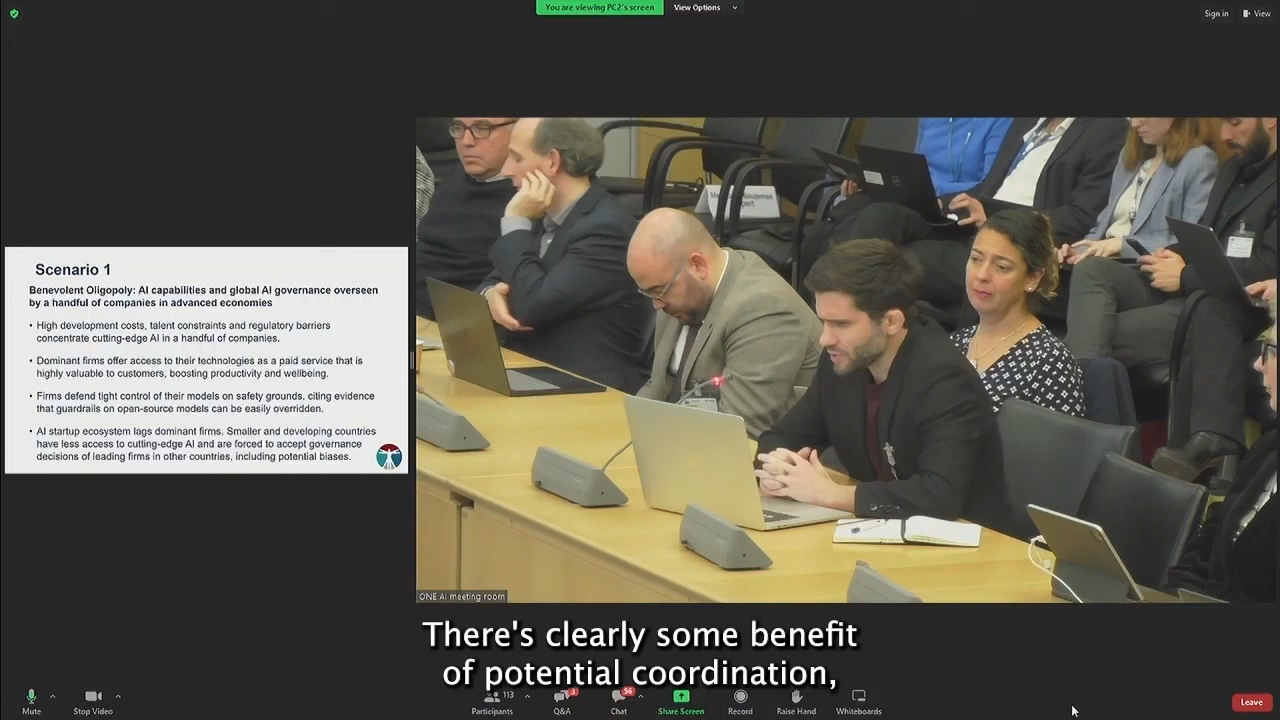 You are viewing PC2's screen
View Options
Sign in
View
Scenario 1
Benevolent Oligopoly: AI capabilities and global AI governance overseen
by a handful of companies in advanced economies
• High development costs, talent constraints and regulatory barriers
concentrate cutting-edge AI in a handful of companies.
• Dominant firms offer access to their technologies as a paid service that is
highly valuable to customers, boosting productivity and wellbeing.
• Firms defend tight control of their models on safety grounds, citing evidence
that guardrails on open-source models can be easily overridden.
• AI startup ecosystem lags dominant firms. Smaller and developing countries
have less access to cutting-edge AI and are forced to accept governance
decisions of leading firms in other countries, including potential biases.
ONE AI meeting room
There's clearly some benefit
of potential coordination,
Mute
Stop Video
113
Participants
3
Q&A
56
Chat
Share Screen
Record
Raise Hand
Whiteboards
Leave